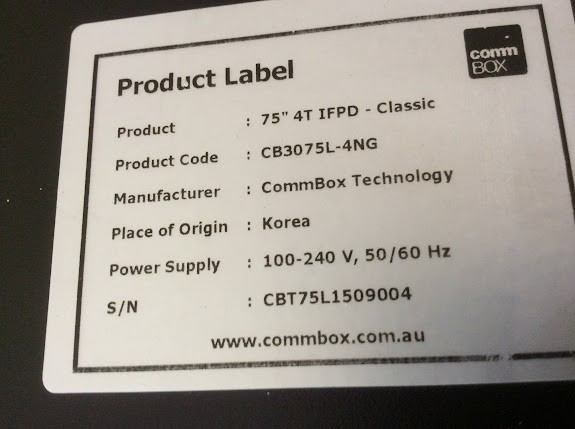 comm
BOX
Product Label
Product : 75" 4T IFPD - Classic
Product Code : CB3075L-4NG
Manufacturer : CommBox Technology
Place of Origin : Korea
Power Supply : 100-240 V, 50/60 Hz
S/N : CBT75L1509004
www.commbox.com.au